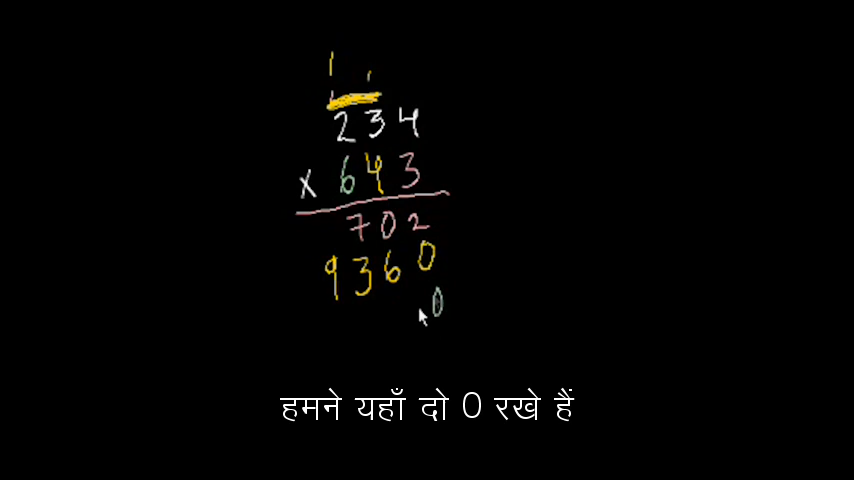 1 1
234
x 643
702
9360
0
हमने यहाँ दो 0 रखे हैं